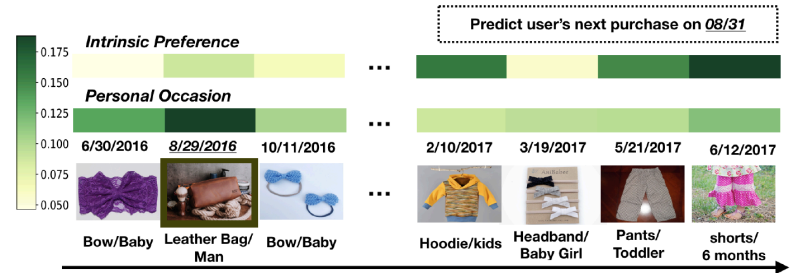 Predict user's next purchase on 08/31
Intrinsic Preference
0.175
0.150
0.125
0.100
0.075
0.050
...
Personal Occasion
...
6/30/2016
8/29/2016
10/11/2016
2/10/2017
3/19/2017
5/21/2017
6/12/2017
...
Bow/Baby
Leather Bag/
Man
Bow/Baby
Hoodie/kids
Headband/
Baby Girl
Pants/
Toddler
shorts/
6 months